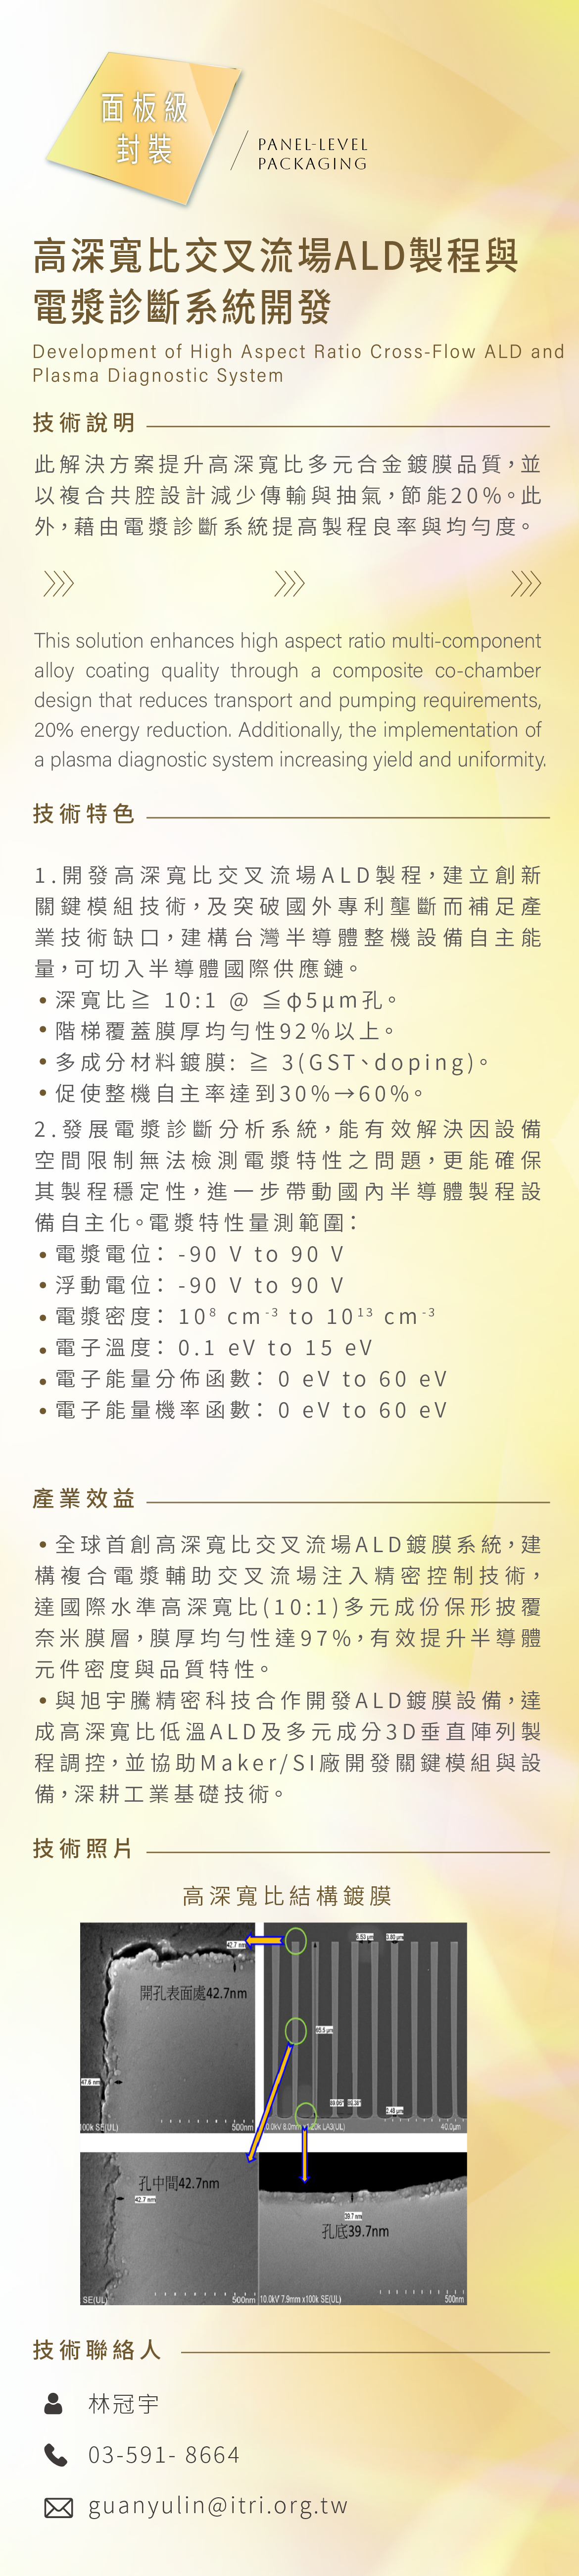 面板級
封裝
PANEL-LEVEL
PACKAGING
高深寬比交叉流場ALD製程與
電漿診斷系統開發
Development of High Aspect Ratio Cross-Flow ALD and
Plasma Diagnostic System
技術說明
此解決方案提升高深寬比多元合金鍍膜品質，並
以複合共腔設計減少傳輸與抽氣，節能20%。此
外，藉由電漿診斷系統提高製程良率與均勻度。
This solution enhances high aspect ratio multi-component
alloy coating quality through a composite co-chamber
design that reduces transport and pumping requirements,
20% energy reduction. Additionally, the implementation of
a plasma diagnostic system increasing yield and uniformity.
技術特色
1.開發高深寬比交叉流場ALD製程，建立創新
關鍵模組技術，及突破國外專利壟斷而補足產
業技術缺口，建構台灣半導體整機設備自主能
量，可切入半導體國際供應鏈。
•深寬比≧ 10:1 @ ≦ϕ5μm孔。
•階梯覆蓋膜厚均勻性92%以上。
•多成分材料鍍膜: ≧ 3(GST、doping)。
•促使整機自主率達到30%→60%。
2.發展電漿診斷分析系統，能有效解決因設備
空間限制無法檢測電漿特性之問題，更能確保
其製程穩定性，進一步帶動國內半導體製程設
備自主化。電漿特性量測範圍：
•電漿電位：-90 V to 90 V
•浮動電位：-90 V to 90 V
•電漿密度：10⁸ cm⁻³ to 10¹³ cm⁻³
•電子溫度：0.1 eV to 15 eV
•電子能量分佈函數：0 eV to 60 eV
•電子能量機率函數：0 eV to 60 eV
產業效益
•全球首創高深寬比交叉流場ALD鍍膜系統，建
構複合電漿輔助交叉流場注入精密控制技術，
達國際水準高深寬比(10:1)多元成份保形披覆
奈米膜層，膜厚均勻性達97%，有效提升半導體
元件密度與品質特性。
•與旭宇騰精密科技合作開發ALD鍍膜設備，達
成高深寬比低溫ALD及多元成分3D垂直陣列製
程調控，並協助Maker/SI廠開發關鍵模組與設
備，深耕工業基礎技術。
技術照片
高深寬比結構鍍膜
42.7 nm
開孔表面處42.7nm
47.6 nm
100k SE(UL)
500nm
40.0μm
孔中間42.7nm
42.7 nm
SE(UL)
500nm
39.7nm
孔底39.7nm
10.0kV 7.9mm x100k SE(UL)
500nm
技術聯絡人
林冠宇
03-591- 8664
guanyulin@itri.org.tw